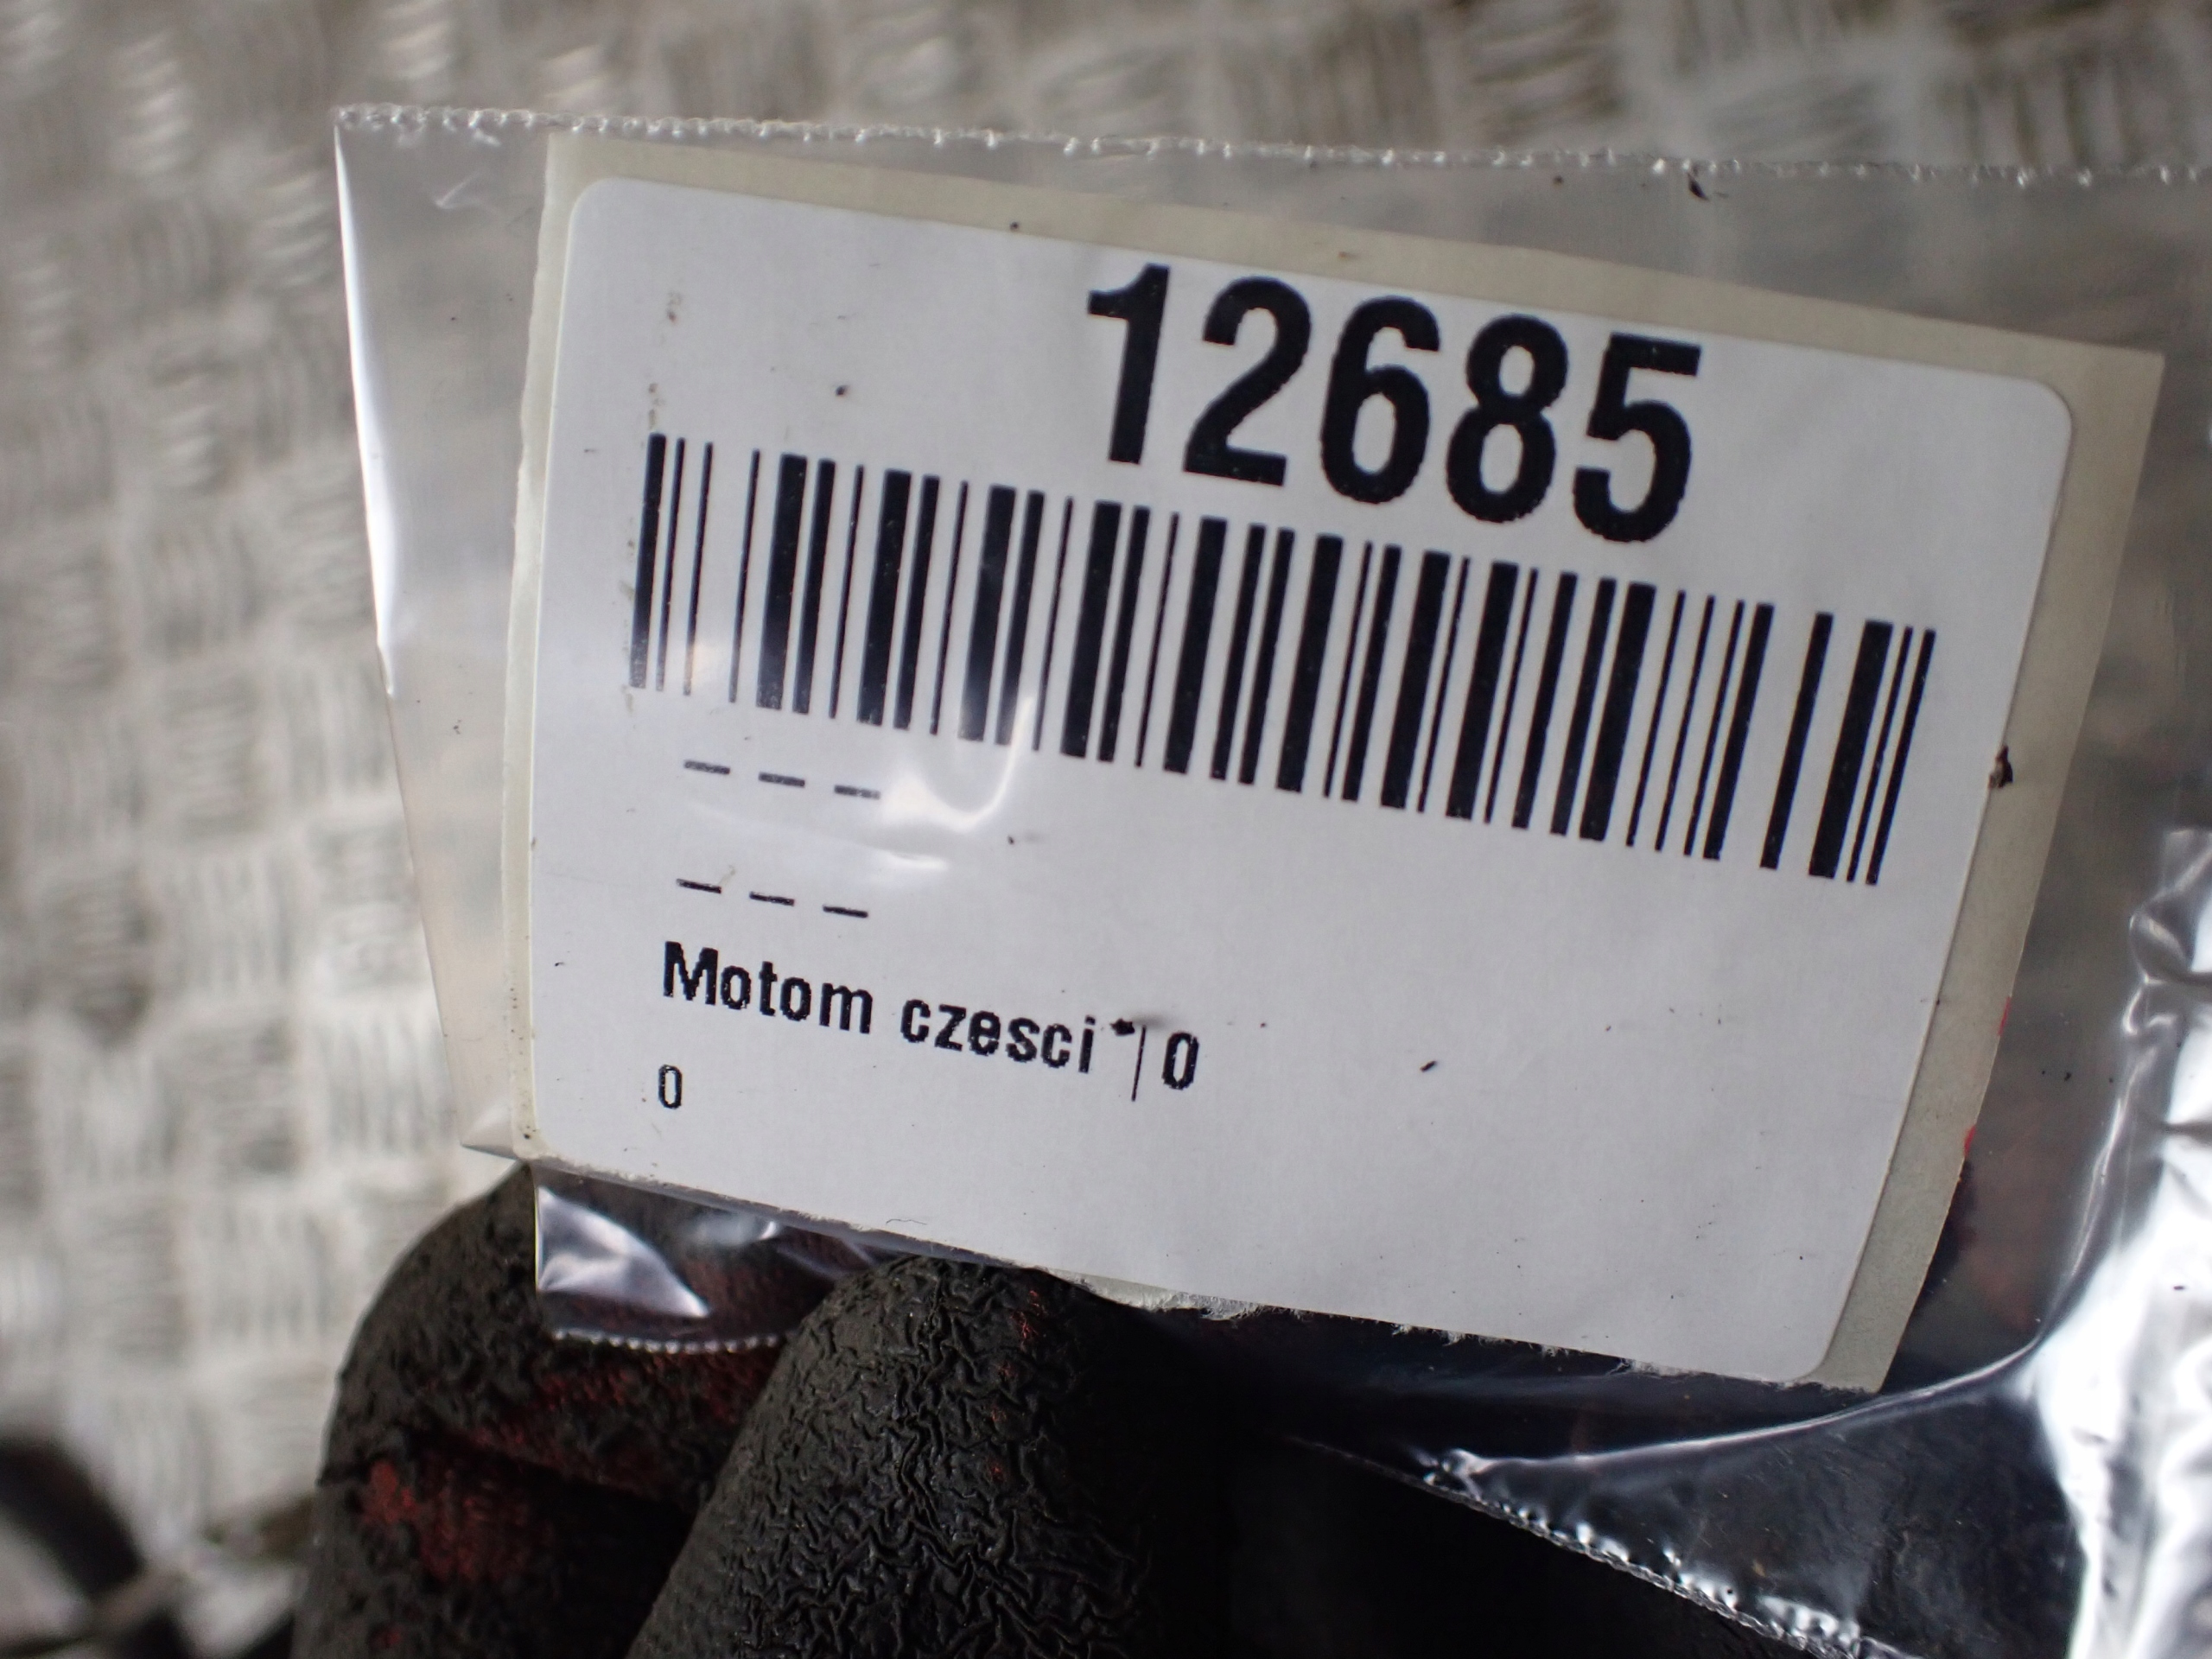 12685
– – –
– – –
Motom czesci | 0
0